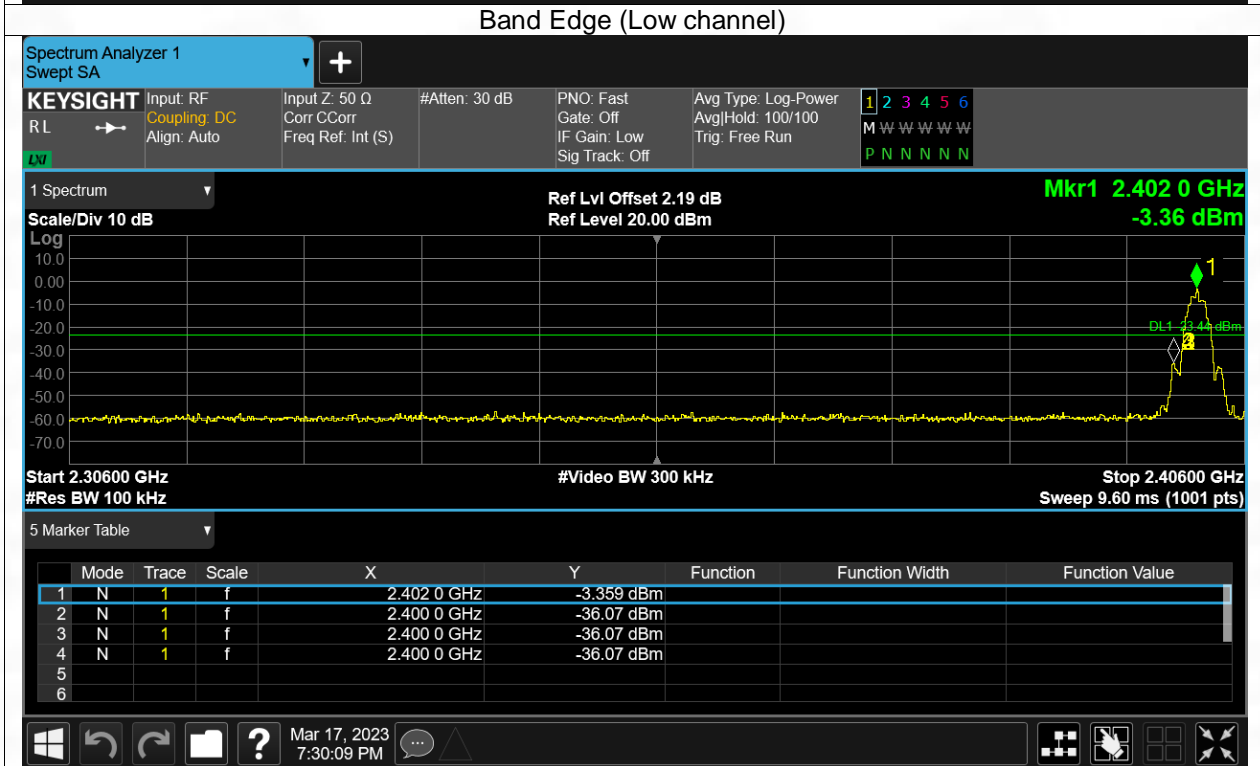 Band Edge (Low channel)
Spectrum Analyzer 1
Swept SA
KEYSIGHT
R L
LXI
Input: RF
Coupling: DC
Align: Auto
Input Z: 50 Ω
Corr CCorr
Freq Ref: Int (S)
#Atten: 30 dB
PNO: Fast
Gate: Off
IF Gain: Low
Sig Track: Off
Avg Type: Log-Power
Avg|Hold: 100/100
Trig: Free Run
1 2 3 4 5 6
M W W W W W
P N N N N N
1 Spectrum
Scale/Div 10 dB
Ref Lvl Offset 2.19 dB
Ref Level 20.00 dBm
Mkr1 2.402 0 GHz
-3.36 dBm
Log
10.0
0.00
-10.0
-20.0
-30.0
-40.0
-50.0
-60.0
-70.0
1
DL1 -23.44 dBm
Start 2.30600 GHz
#Res BW 100 kHz
#Video BW 300 kHz
Stop 2.40600 GHz
Sweep 9.60 ms (1001 pts)
5 Marker Table
Mode Trace Scale X Y Function Function Width Function Value
1 N 1 f 2.402 0 GHz -3.359 dBm
2 N 1 f 2.400 0 GHz -36.07 dBm
3 N 1 f 2.400 0 GHz -36.07 dBm
4 N 1 f 2.400 0 GHz -36.07 dBm
5
6
?
Mar 17, 2023
7:30:09 PM